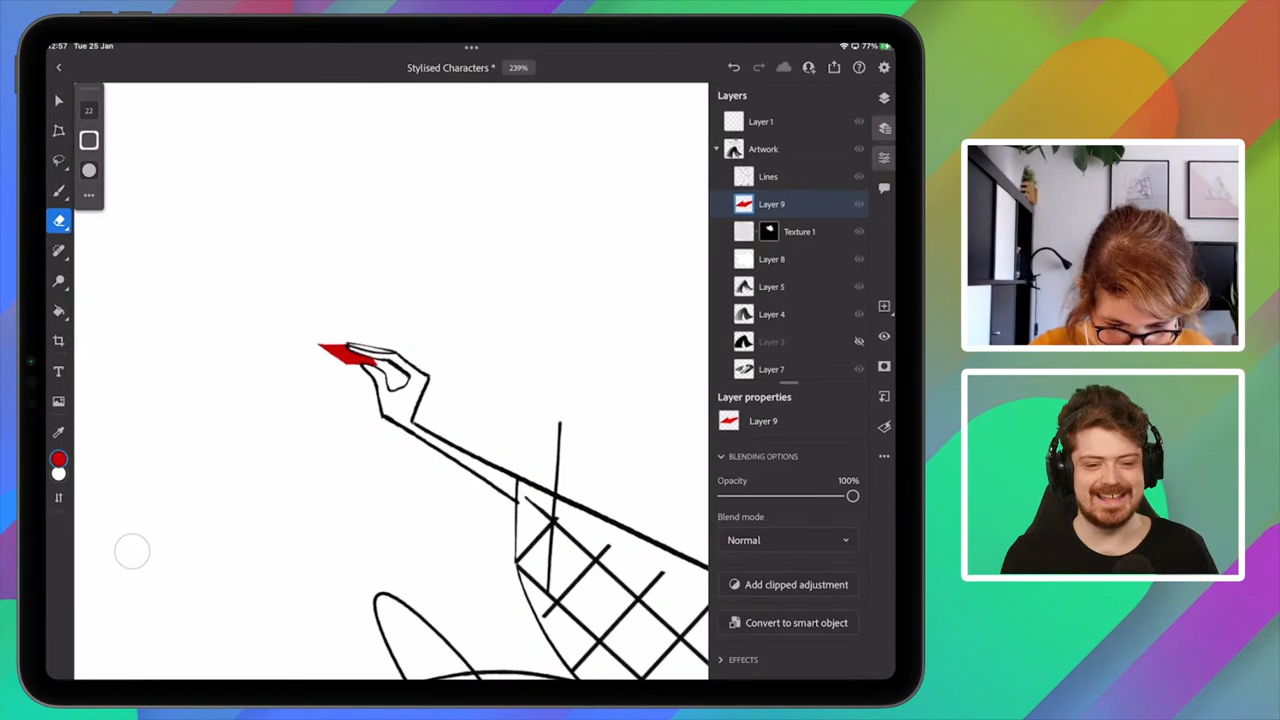 2:57 Tue 25 Jan
77%
Stylised Characters * 239%
22
Layers
Layer 1
Artwork
Lines
Layer 9
Texture 1
Layer 8
Layer 5
Layer 4
Layer 3
Layer 7
Layer properties
Layer 9
BLENDING OPTIONS
Opacity 100%
Blend mode
Normal
Add clipped adjustment
Convert to smart object
EFFECTS